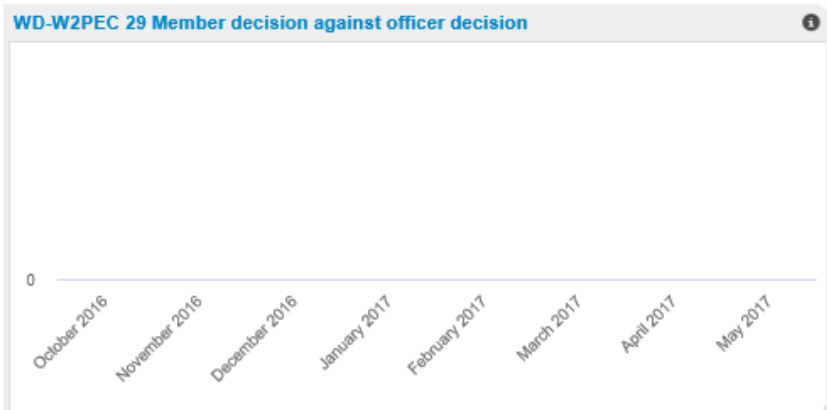 WD-W2PEC 29 Member decision against officer decision
0
October 2016
November 2016
December 2016
January 2017
February 2017
March 2017
April 2017
May 2017